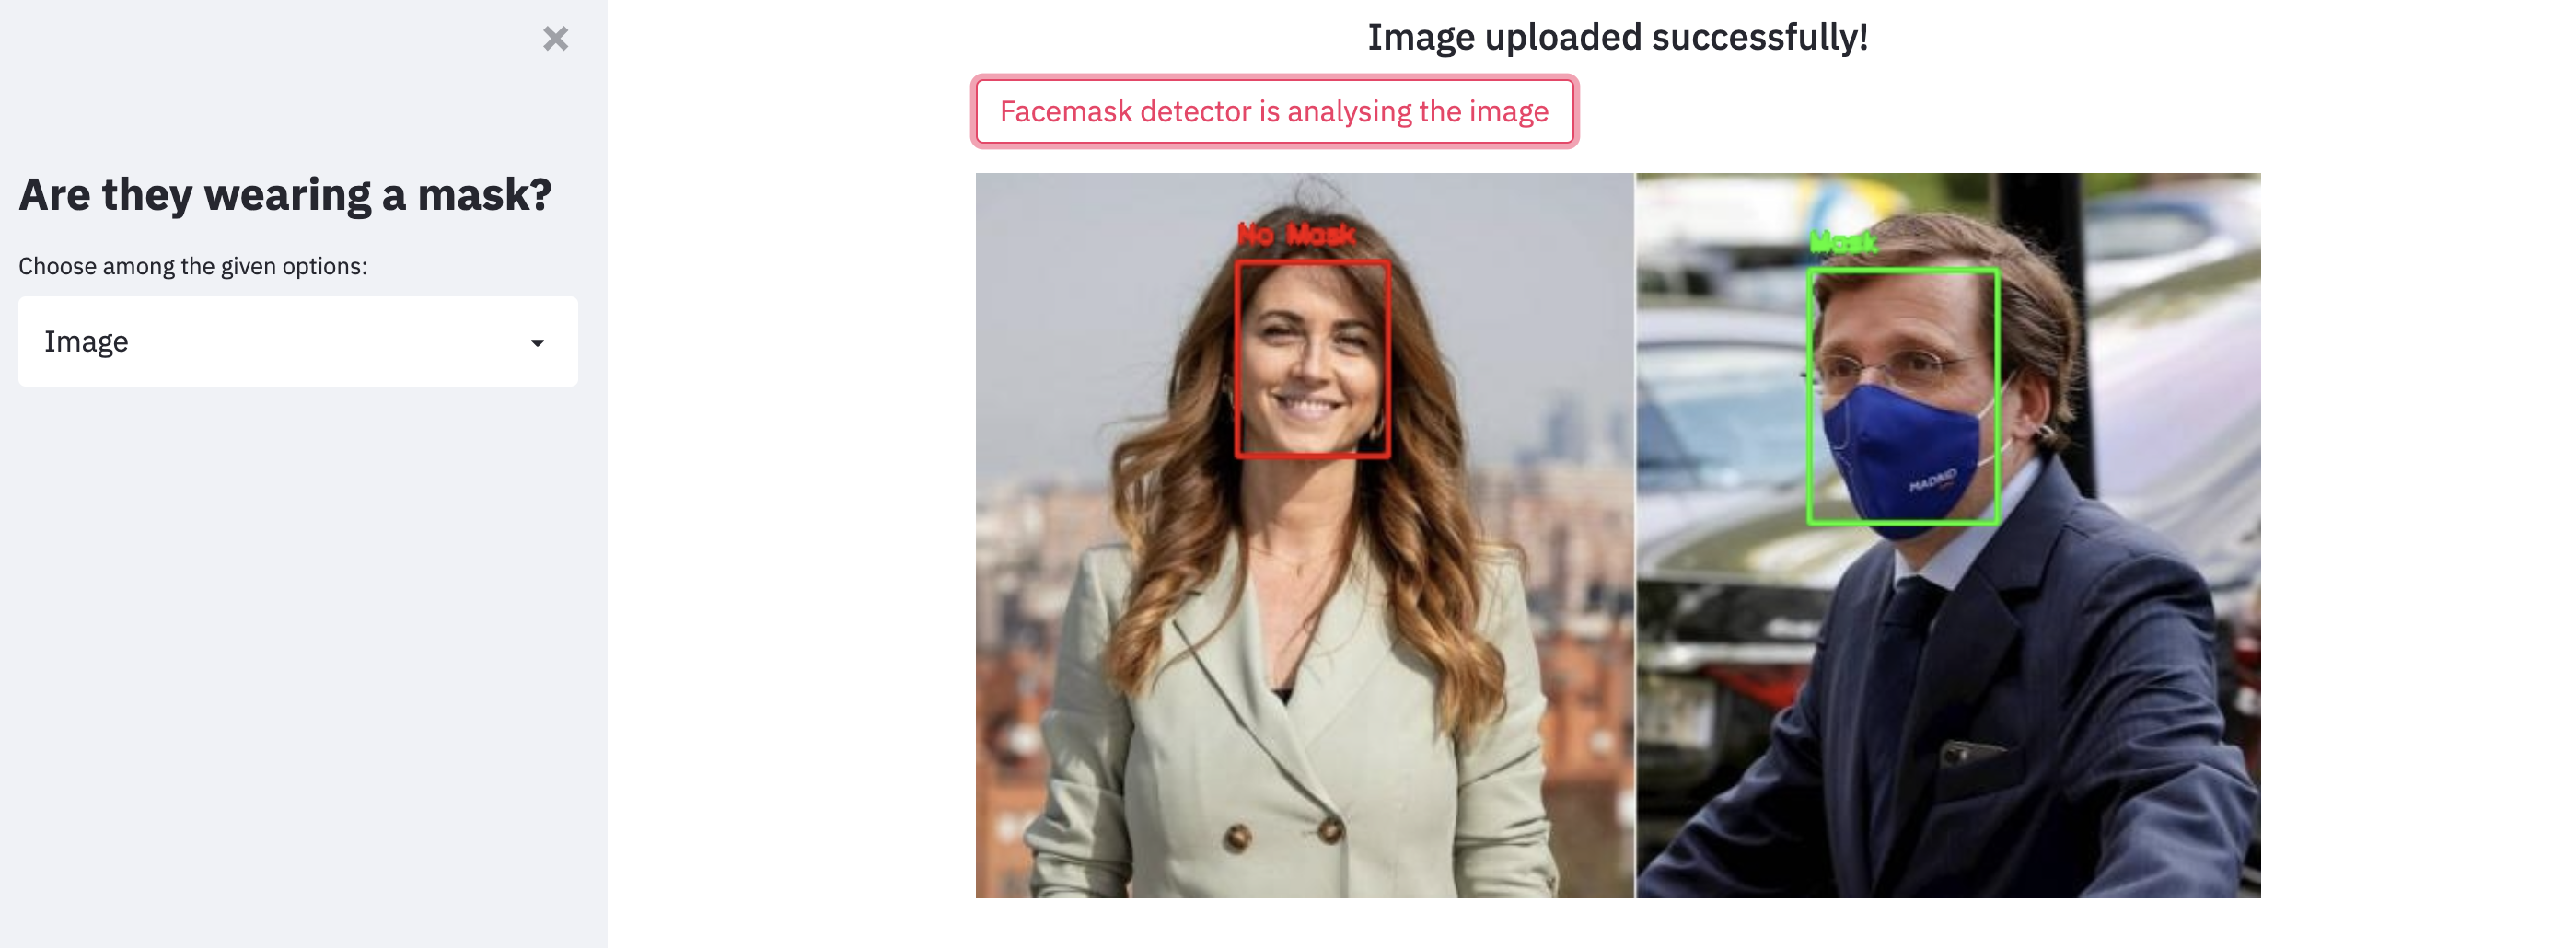 Image uploaded successfully!
Facemask detector is analysing the image
Are they wearing a mask?
Choose among the given options:
Image
No Mask
Mask
MADRID